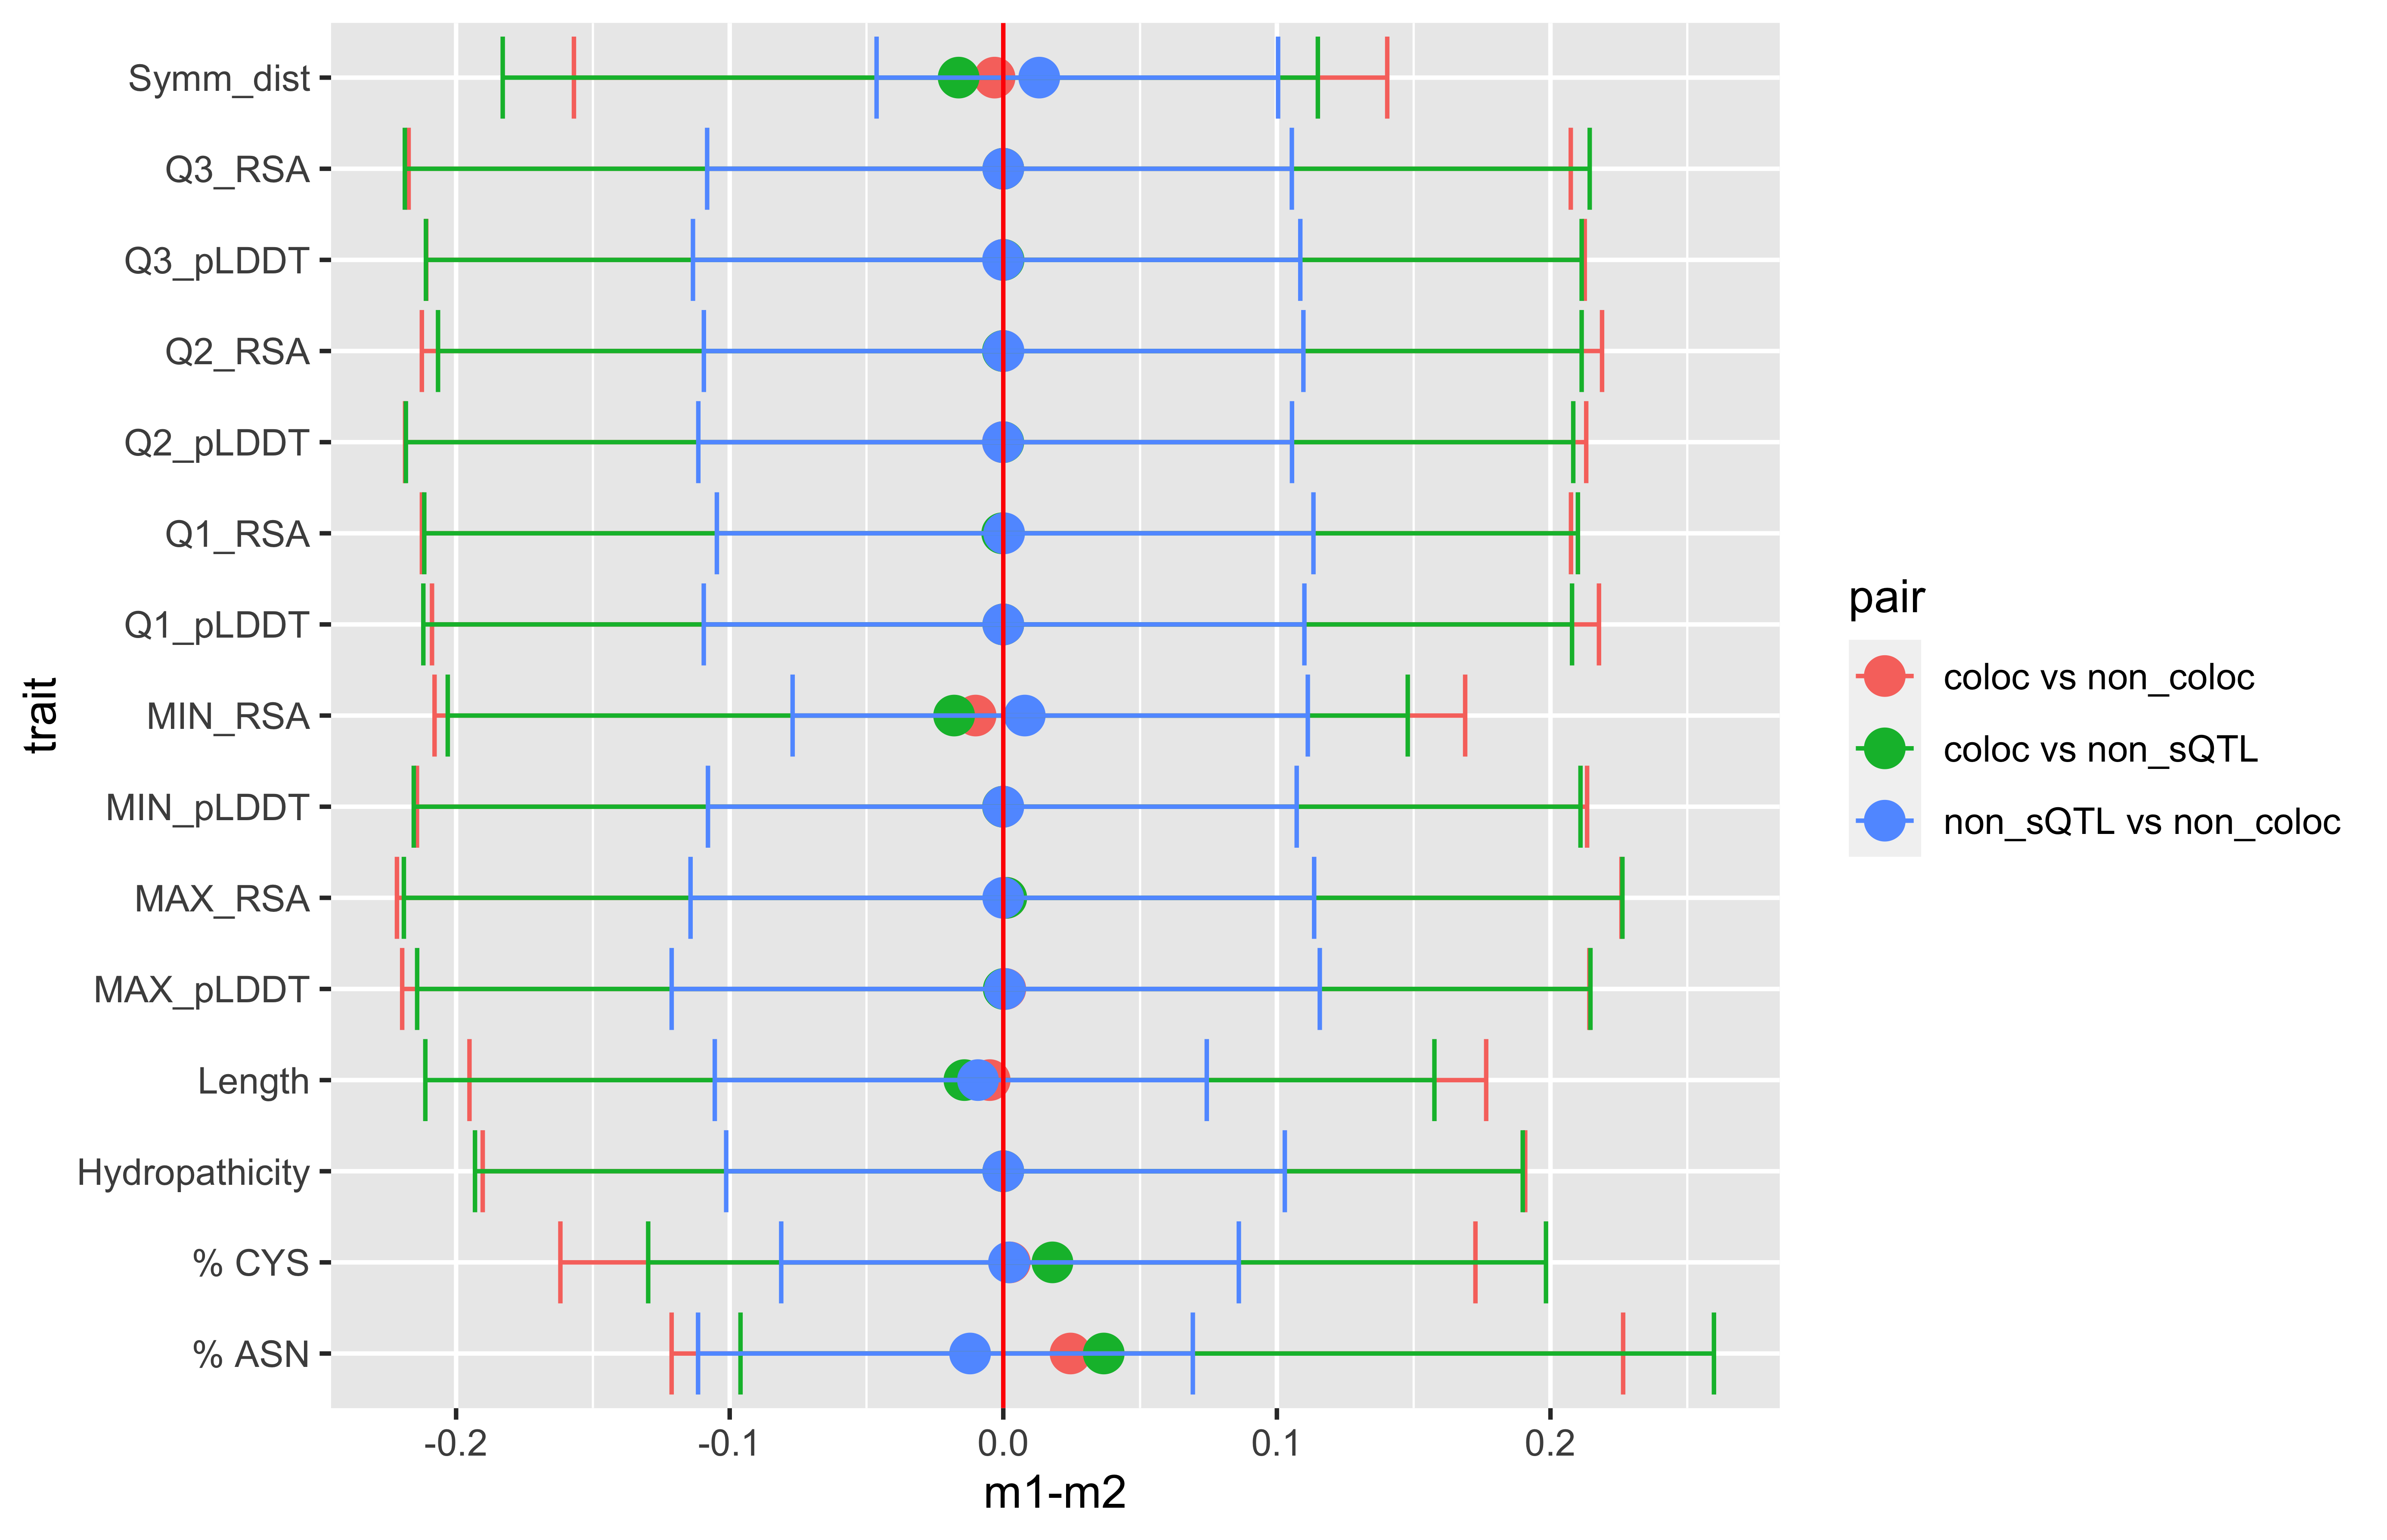 Symm_dist
Q3_RSA
Q3_pLDDT
Q2_RSA
Q2_pLDDT
Q1_RSA
Q1_pLDDT
MIN_RSA
MIN_pLDDT
MAX_RSA
MAX_pLDDT
Length
Hydropathicity
% CYS
% ASN
trait
-0.2 -0.1 0.0 0.1 0.2
m1-m2
pair
coloc vs non_coloc
coloc vs non_sQTL
non_sQTL vs non_coloc